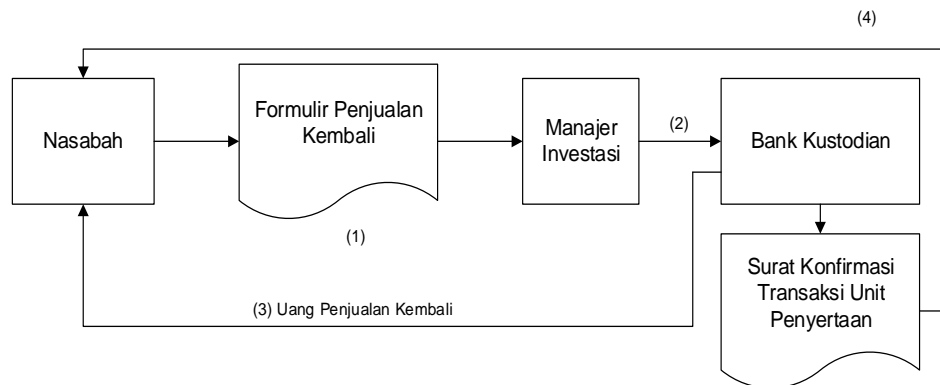 (4)
Nasabah
Formulir Penjualan
Kembali
Manajer
Investasi
(2)
Bank Kustodian
(1)
Surat Konfirmasi
Transaksi Unit
Penyertaan
(3) Uang Penjualan Kembali